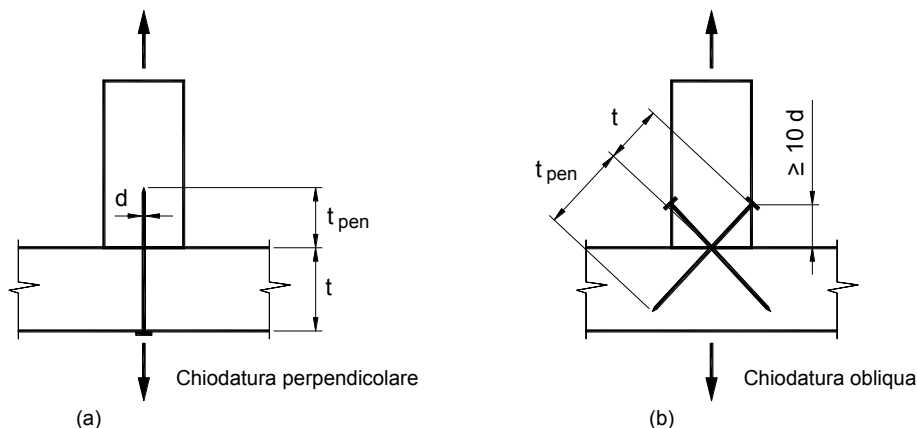 d
t pen
t
Chiodatura perpendicolare
(a)
t
t pen
≥ 10 d
Chiodatura obliqua
(b)